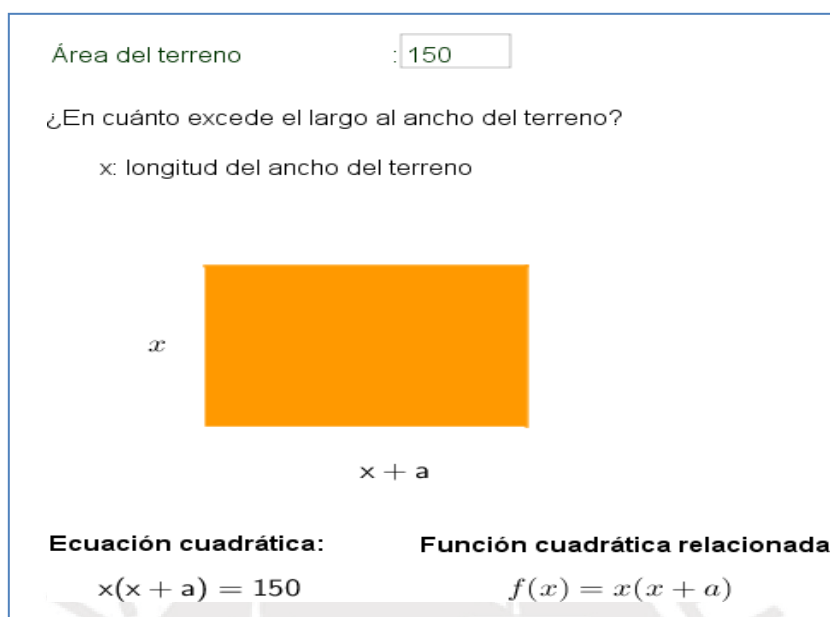 Área del terreno : 150
¿En cuánto excede el largo al ancho del terreno?
x: longitud del ancho del terreno
x
x + a
Ecuación cuadrática: Función cuadrática relacionada
x(x + a) = 150 f(x) = x(x + a)